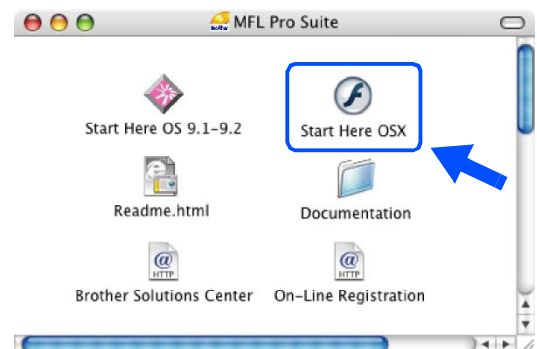 MFL Pro Suite
Start Here OS 9.1-9.2
Start Here OSX
Readme.html
Documentation
@
HTTP
@
HTTP
Brother Solutions Center
On-Line Registration